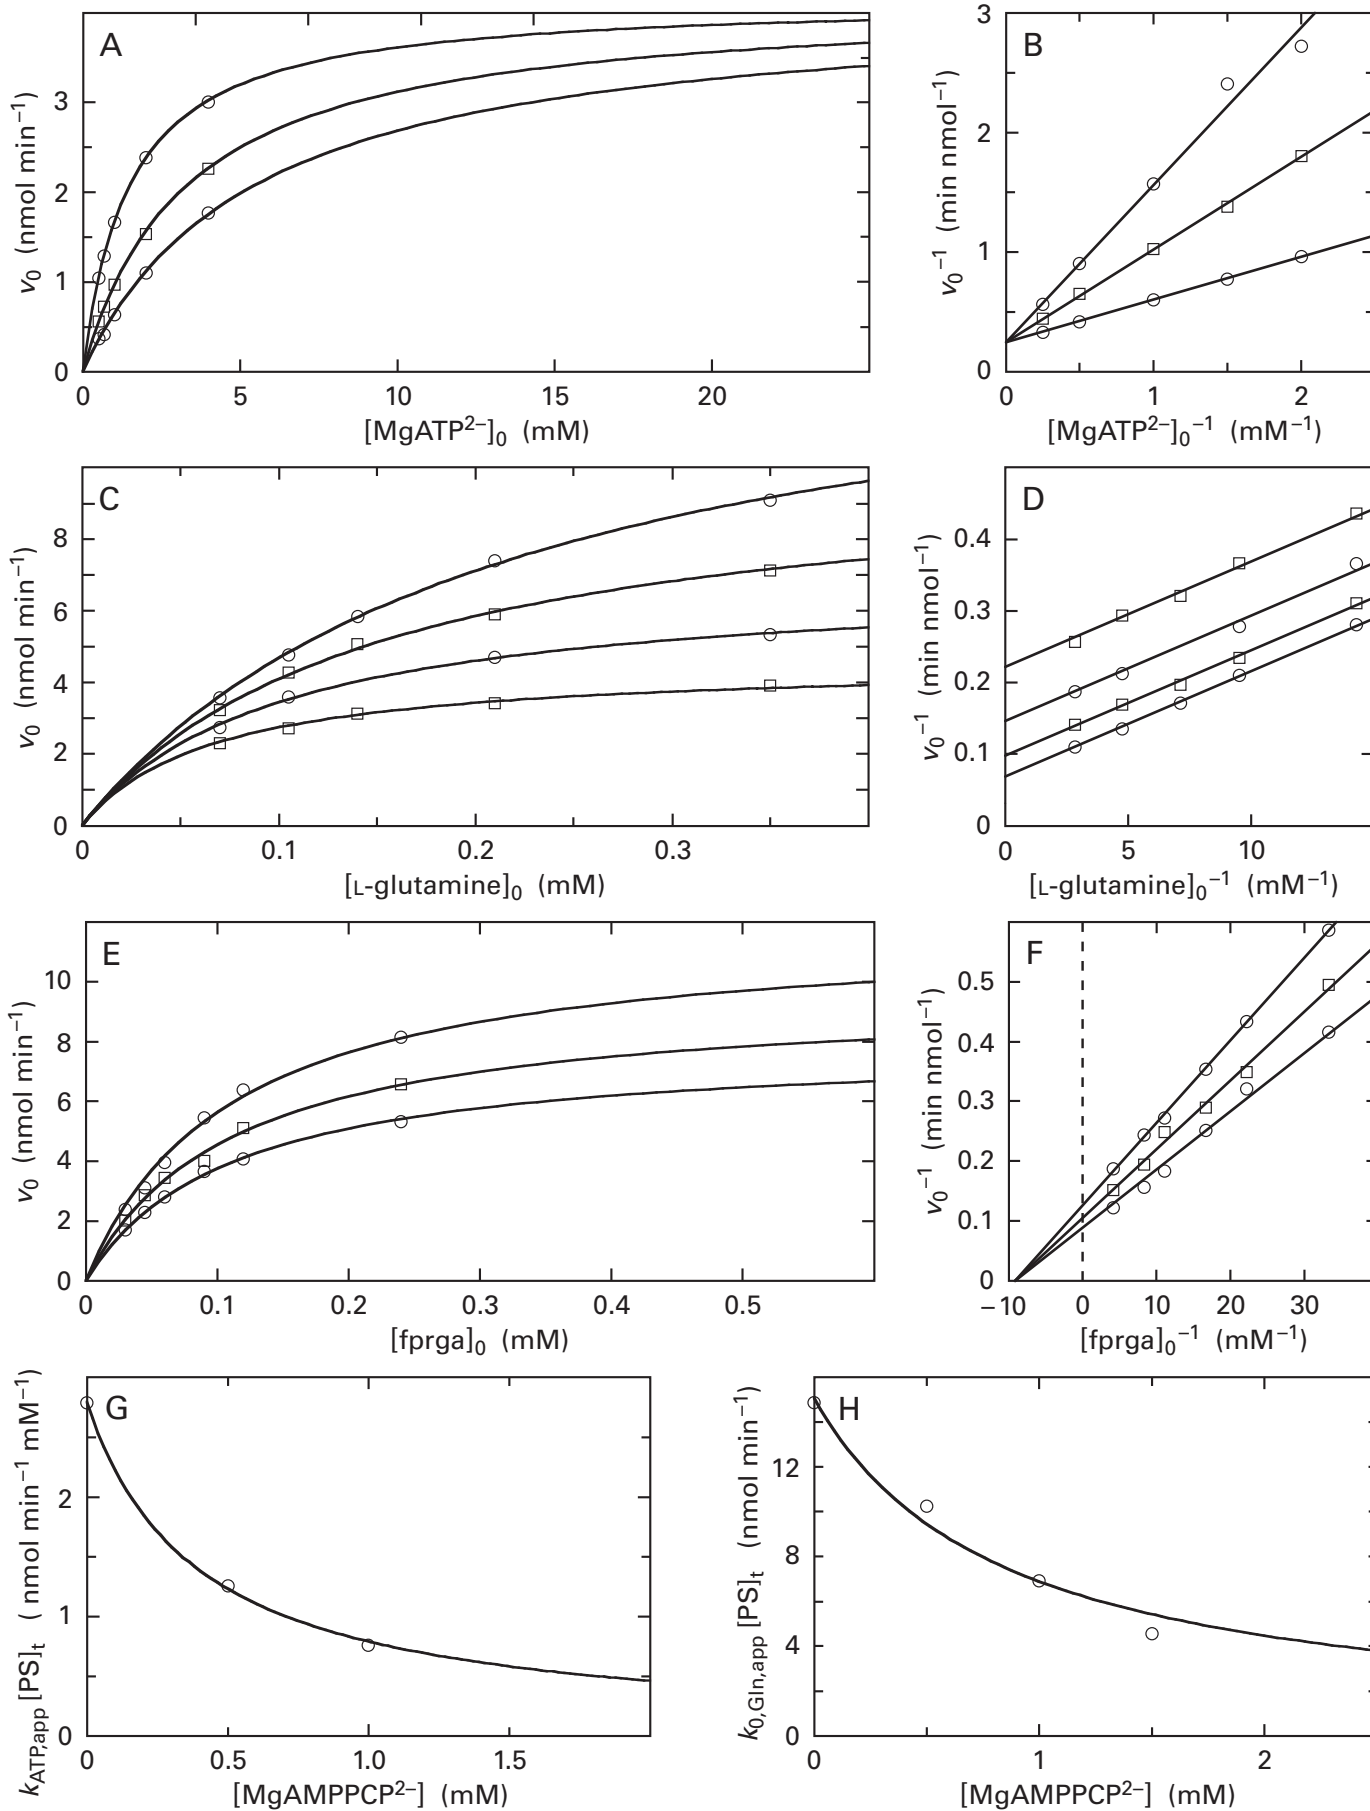 A
v₀ (nmol min⁻¹)
3
2
1
0
0 5 10 15 20
[MgATP²⁻]₀ (mM)
B
v₀⁻¹ (min nmol⁻¹)
3
2
1
0
0 1 2
[MgATP²⁻]₀⁻¹ (mM⁻¹)
C
v₀ (nmol min⁻¹)
8
6
4
2
0
0 0.1 0.2 0.3
[L-glutamine]₀ (mM)
D
v₀⁻¹ (min nmol⁻¹)
0.4
0.3
0.2
0.1
0
0 5 10
[L-glutamine]₀⁻¹ (mM⁻¹)
E
v₀ (nmol min⁻¹)
10
8
6
4
2
0
0 0.1 0.2 0.3 0.4 0.5
[fprga]₀ (mM)
F
v₀⁻¹ (min nmol⁻¹)
0.5
0.4
0.3
0.2
0.1
0
−10 0 10 20 30
[fprga]₀⁻¹ (mM⁻¹)
G
k_ATP,app [PS]_t (nmol min⁻¹ mM⁻¹)
2
1
0
0 0.5 1.0 1.5
[MgAMPPCP²⁻] (mM)
H
k_0,Gln,app [PS]_t (nmol min⁻¹)
12
8
4
0
0 1 2
[MgAMPPCP²⁻] (mM)